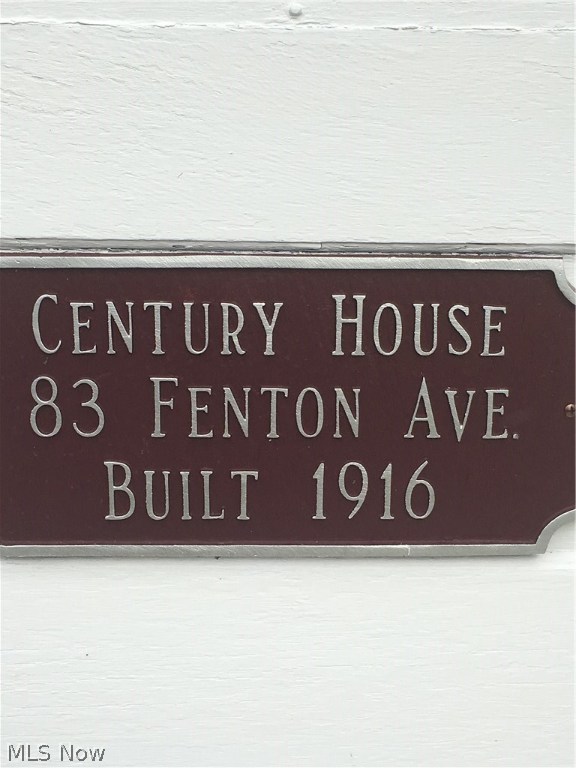 CENTURY HOUSE
83 FENTON AVE.
BUILT 1916
MLS Now